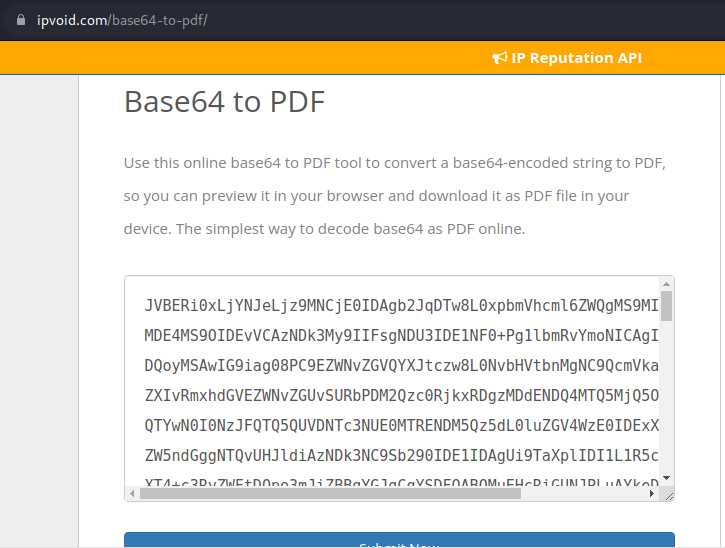 ipvoid.com/base64-to-pdf/
IP Reputation API
Base64 to PDF
Use this online base64 to PDF tool to convert a base64-encoded string to PDF,
so you can preview it in your browser and download it as PDF file in your
device. The simplest way to decode base64 as PDF online.
JVBERi0xLjYNJeLjz9MNCjE0IDAgb2JqDTw8L0xpbmVhcml6ZWQgMS9MI
MDE4MS9OIDEvVCAzNDk3My9IIFsgNDU3IDE1NF0+Pg1lbmRvYmoNICAgI
DQoyMSAwIG9iag08PC9EZWNvZGVQYXJtczw8L0NvbHVtbnMgNC9QcmVka
ZXIvRmxhdGVEZWNvZGUvSURbPDM2Qzc0RjkxRDgzMDdENDQ4MTQ5MjQ5O
QTYwN0I0NzJFQTQ5QUVDNTc3NUE0MTRENDM5Qz5dL0luZGV4WzE0IDExX
ZW5ndGggNTQvUHJldiAzNDk3NC9Sb290IDE1IDAgUi9TaXplIDI1L1R5c
Submit Now